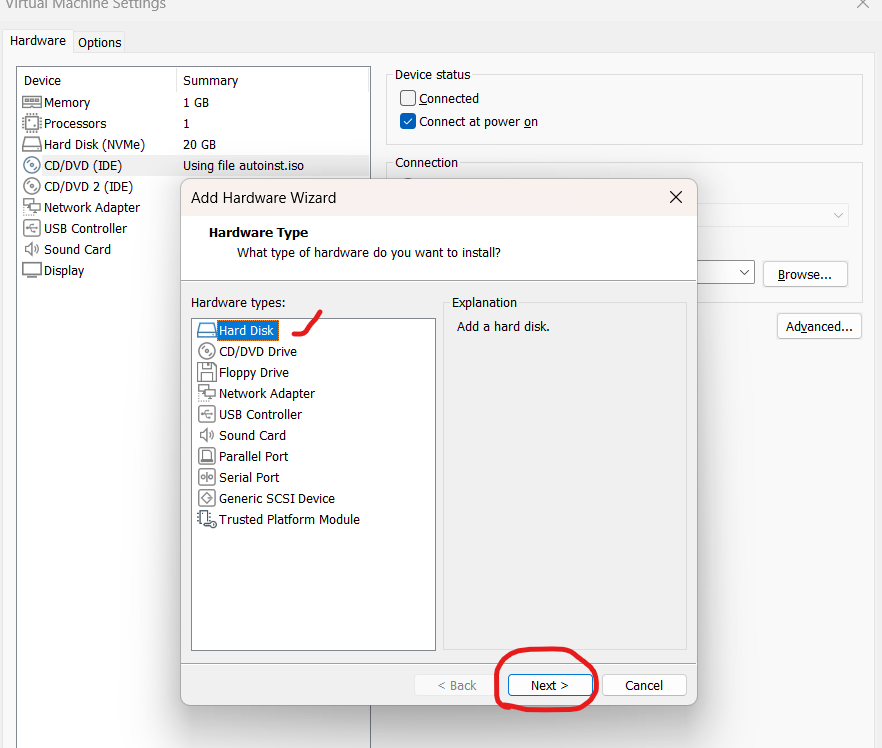 Virtual Machine Settings
Hardware
Options
Device Summary
Memory 1 GB
Processors 1
Hard Disk (NVMe) 20 GB
CD/DVD (IDE) Using file autoinst.iso
CD/DVD 2 (IDE)
Network Adapter
USB Controller
Sound Card
Display
Device status
Connected
Connect at power on
Connection
Browse...
Advanced...
Add Hardware Wizard
Hardware Type
What type of hardware do you want to install?
Hardware types:
Hard Disk
CD/DVD Drive
Floppy Drive
Network Adapter
USB Controller
Sound Card
Parallel Port
Serial Port
Generic SCSI Device
Trusted Platform Module
Explanation
Add a hard disk.
< Back
Next >
Cancel